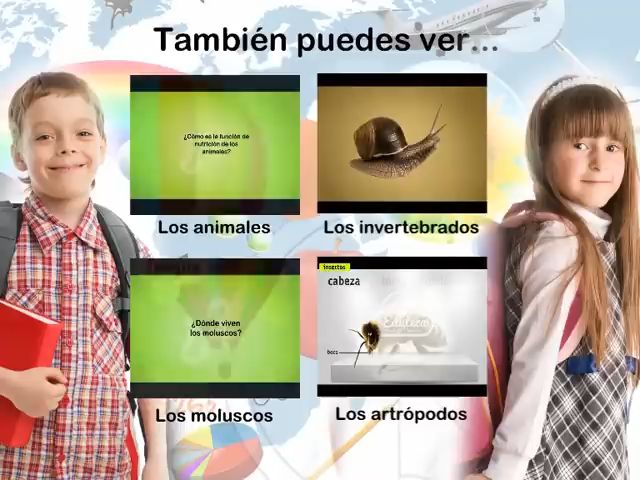 También puedes ver...
¿Cómo es la función de
nutrición de los
animales?
Los animales
Los invertebrados
¿Dónde viven
los moluscos?
insectos
cabeza
boca
Los moluscos
Los artrópodos